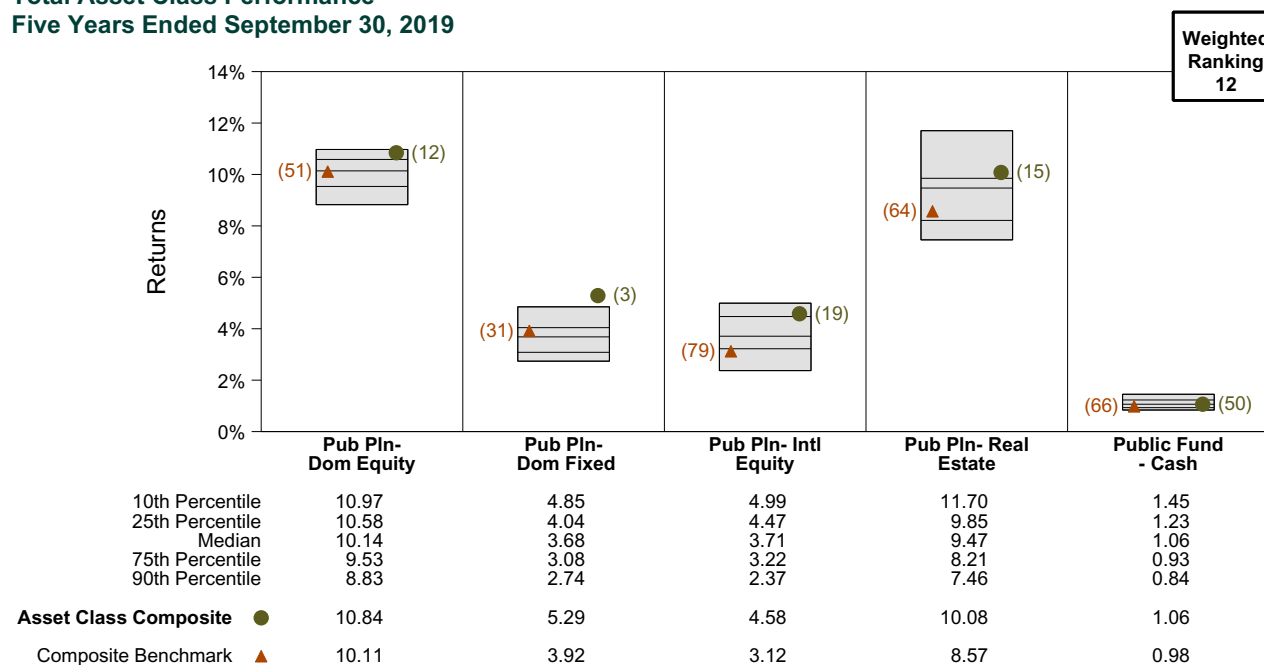 Total Asset Class Performance
Five Years Ended September 30, 2019
Weighted
Ranking
12
Returns
14%
12%
10%
8%
6%
4%
2%
0%
(51) (12)
(31) (3)
(79) (19)
(64) (15)
(66) (50)
Pub Pln- Pub Pln- Pub Pln- Intl Pub Pln- Real Public Fund
Dom Equity Dom Fixed Equity Estate - Cash
10th Percentile 10.97 4.85 4.99 11.70 1.45
25th Percentile 10.58 4.04 4.47 9.85 1.23
Median 10.14 3.68 3.71 9.47 1.06
75th Percentile 9.53 3.08 3.22 8.21 0.93
90th Percentile 8.83 2.74 2.37 7.46 0.84
Asset Class Composite 10.84 5.29 4.58 10.08 1.06
Composite Benchmark 10.11 3.92 3.12 8.57 0.98